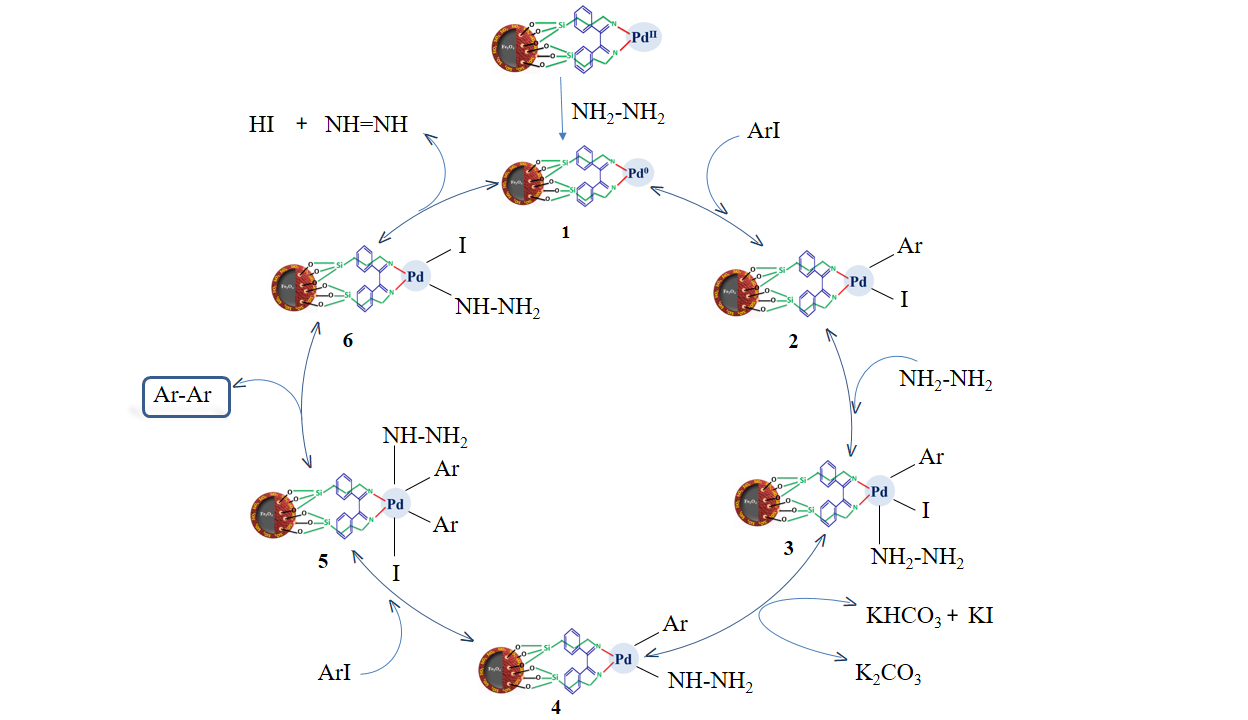 Pd^II
NH₂-NH₂
HI + NH=NH
ArI
Pd⁰
1
I
Pd
NH-NH₂
6
Ar
Pd
I
2
Ar-Ar
NH₂-NH₂
NH-NH₂
Ar
Pd
Ar
I
5
Ar
Pd
I
NH₂-NH₂
3
KHCO₃ + KI
K₂CO₃
ArI
Ar
Pd
NH-NH₂
4